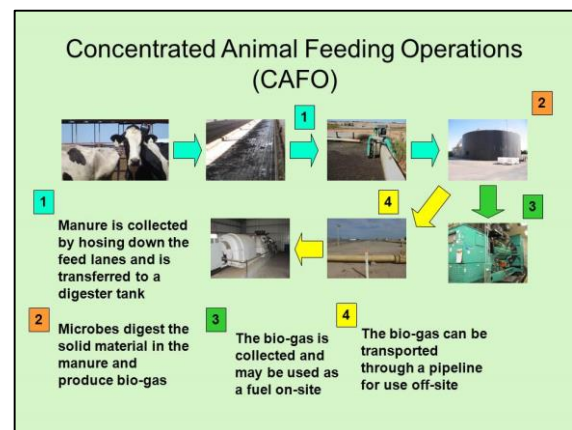 Concentrated Animal Feeding Operations
(CAFO)
1
2
1
Manure is collected
by hosing down the
feed lanes and is
transferred to a
digester tank
4
3
2
Microbes digest the
solid material in the
manure and
produce bio-gas
3
The bio-gas is
collected and
may be used as
a fuel on-site
4
The bio-gas can be
transported
through a pipeline
for use off-site